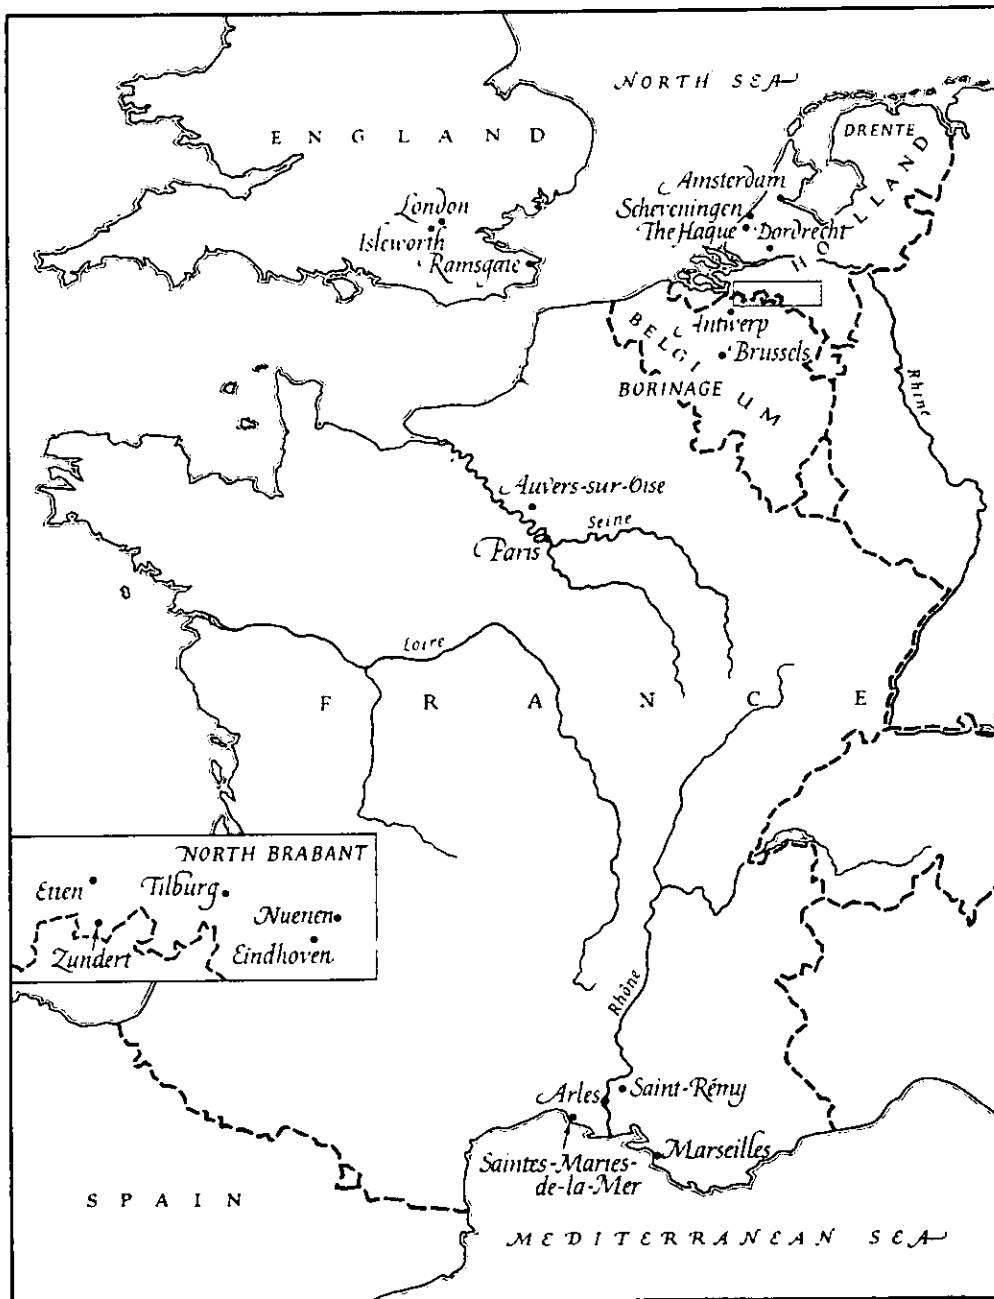 NORTH SEA
ENGLAND
DRENTE
HOLLAND
Amsterdam
London
Scheveningen
Isleworth
The Hague
Dordrecht
Ramsgate
Antwerp
BELGIUM
Brussels
BORINAGE
Rhine
Auvers-sur-Oise
Seine
Paris
Loire
FRANCE
NORTH BRABANT
Etten
Tilburg
Nuenen
Zundert
Eindhoven
Rhône
Arles
Saint-Rémy
Marseilles
Saintes-Maries-
de-la-Mer
SPAIN
MEDITERRANEAN SEA